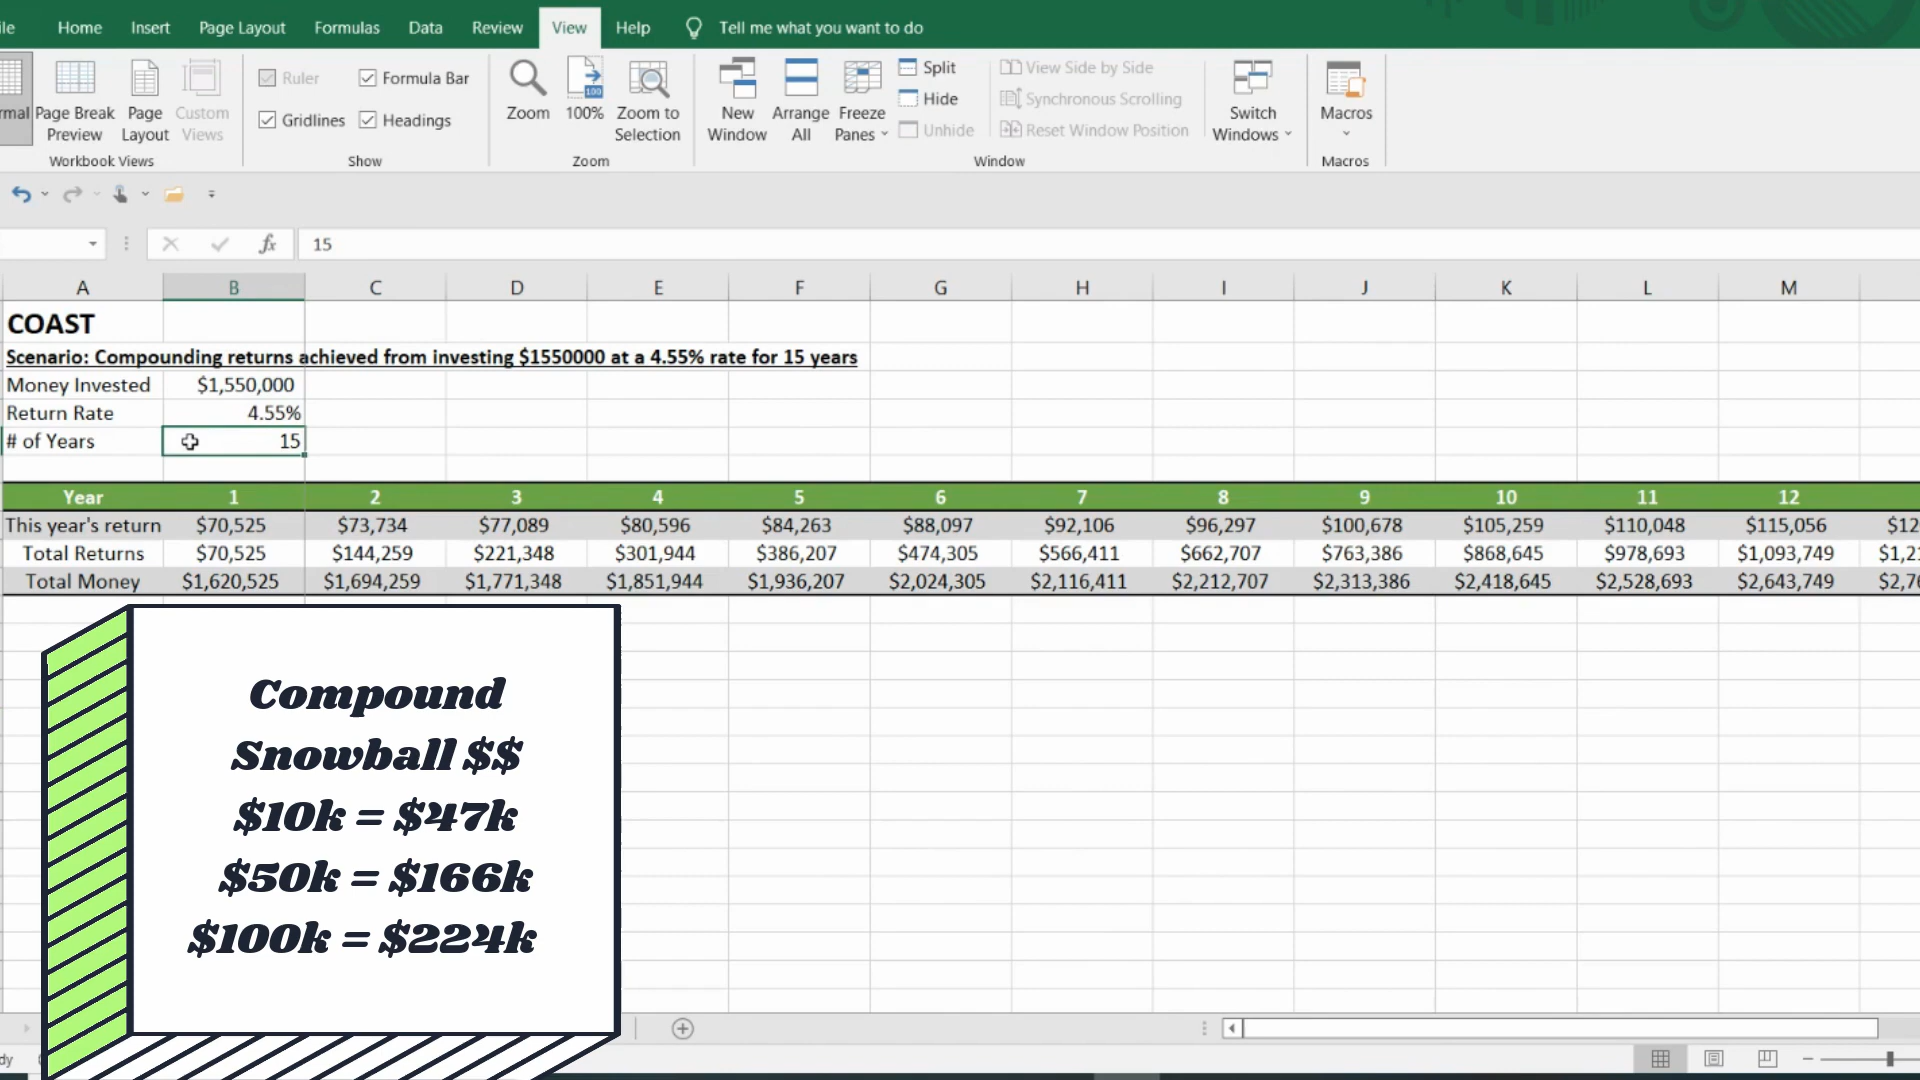 ile Home Insert Page Layout Formulas Data Review View Help Tell me what you want to do
rmal Page Break Preview Page Layout Custom Views
Workbook Views
Ruler Formula Bar
Gridlines Headings
Show
Zoom 100% Zoom to Selection
Zoom
New Window Arrange All Freeze Panes
Split
Hide
Unhide
View Side by Side
Synchronous Scrolling
Reset Window Position
Window
Switch Windows
Macros
Macros
fx 15
A B C D E F G H I J K L M
COAST
Scenario: Compounding returns achieved from investing $1550000 at a 4.55% rate for 15 years
Money Invested $1,550,000
Return Rate 4.55%
# of Years 15
Year 1 2 3 4 5 6 7 8 9 10 11 12
This year's return $70,525 $73,734 $77,089 $80,596 $84,263 $88,097 $92,106 $96,297 $100,678 $105,259 $110,048 $115,056 $12
Total Returns $70,525 $144,259 $221,348 $301,944 $386,207 $474,305 $566,411 $662,707 $763,386 $868,645 $978,693 $1,093,749 $1,21
Total Money $1,620,525 $1,694,259 $1,771,348 $1,851,944 $1,936,207 $2,024,305 $2,116,411 $2,212,707 $2,313,386 $2,418,645 $2,528,693 $2,643,749 $2,76
Compound
Snowball $$
$10k = $47k
$50k = $166k
$100k = $224k
dy